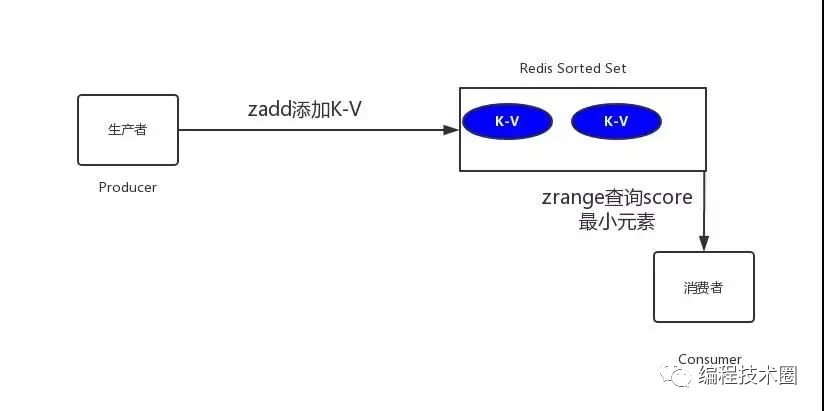 Redis Sorted Set
zadd添加K-V
K-V
K-V
生产者
Producer
zrange查询score
最小元素
消费者
Consumer
编程技术圈